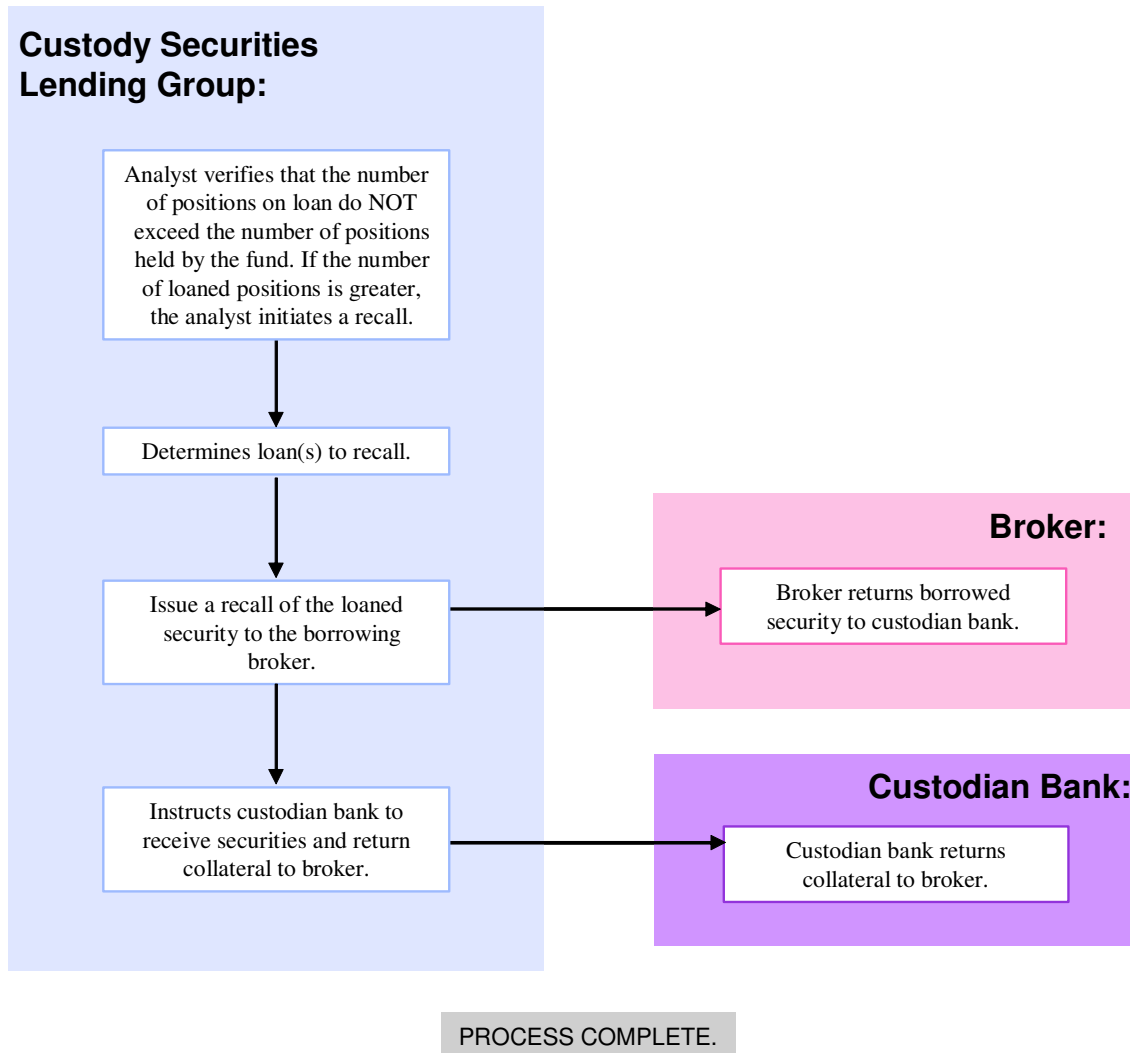 Custody Securities
Lending Group:
Analyst verifies that the number
of positions on loan do NOT
exceed the number of positions
held by the fund. If the number
of loaned positions is greater,
the analyst initiates a recall.
Determines loan(s) to recall.
Issue a recall of the loaned
security to the borrowing
broker.
Broker:
Broker returns borrowed
security to custodian bank.
Instructs custodian bank to
receive securities and return
collateral to broker.
Custodian Bank:
Custodian bank returns
collateral to broker.
PROCESS COMPLETE.